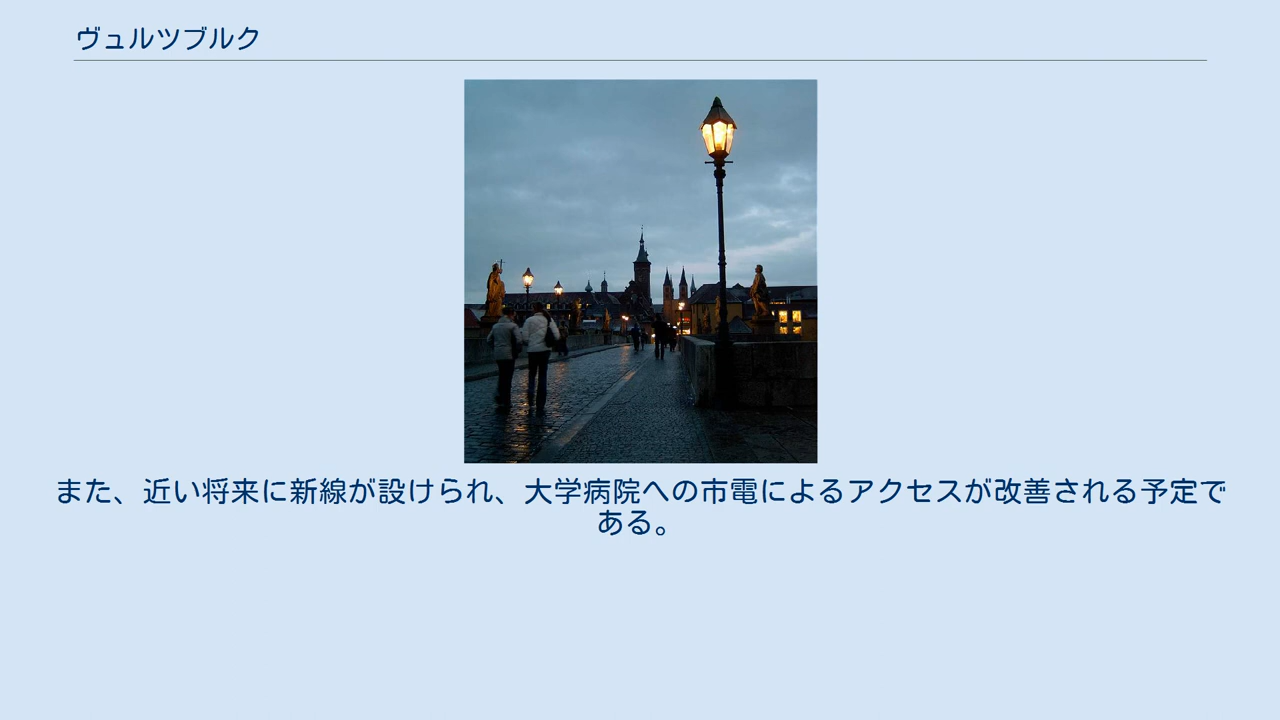 ヴュルツブルク
また、近い将来に新線が設けられ、大学病院への市電によるアクセスが改善される予定で
ある。